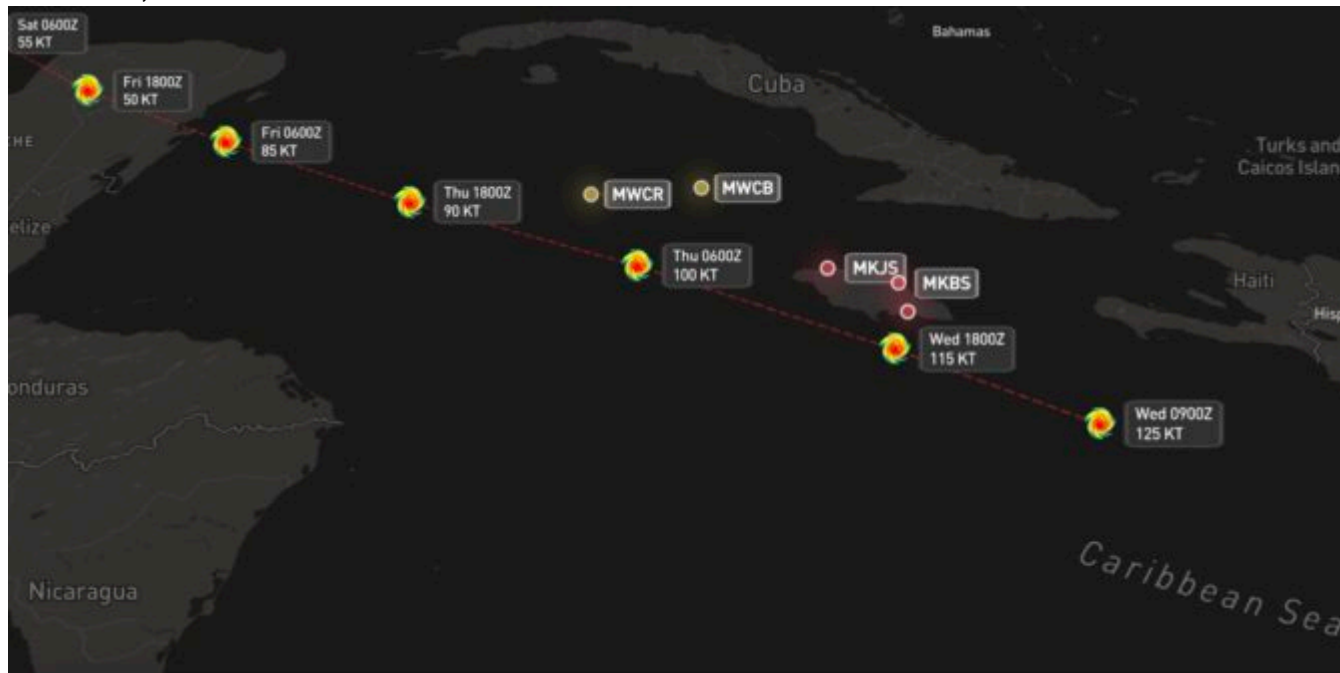 Sat 0600Z
55 KT
Bahamas
Fri 1800Z
50 KT
Cuba
Fri 0600Z
85 KT
CHE
Turks and
Caicos Islan
Thu 1800Z
90 KT
MWCR
MWCB
elize
Thu 0600Z
100 KT
MKJS
MKBS
Haiti
Hisp
Wed 1800Z
115 KT
onduras
Wed 0900Z
125 KT
Caribbean Sea
Nicaragua